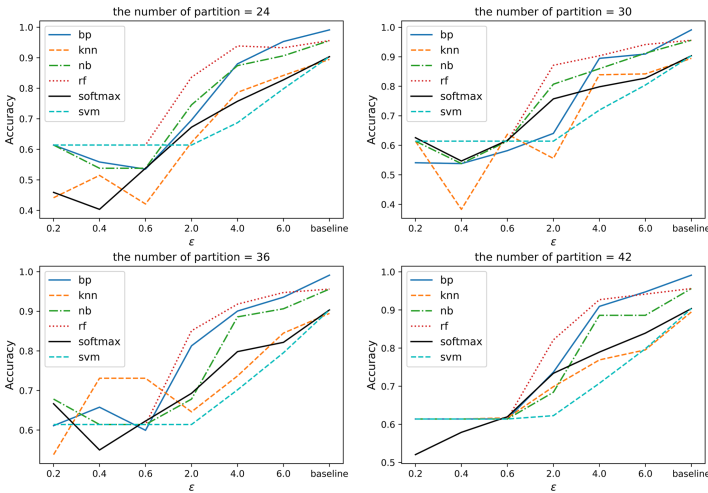 the number of partition = 24
Accuracy
1.0
0.9
0.8
0.7
0.6
0.5
0.4
bp
knn
nb
rf
softmax
svm
0.2 0.4 0.6 2.0 4.0 6.0 baseline
ε
the number of partition = 30
Accuracy
1.0
0.9
0.8
0.7
0.6
0.5
0.4
bp
knn
nb
rf
softmax
svm
0.2 0.4 0.6 2.0 4.0 6.0 baseline
ε
the number of partition = 36
Accuracy
1.0
0.9
0.8
0.7
0.6
bp
knn
nb
rf
softmax
svm
0.2 0.4 0.6 2.0 4.0 6.0 baseline
ε
the number of partition = 42
Accuracy
1.0
0.9
0.8
0.7
0.6
0.5
bp
knn
nb
rf
softmax
svm
0.2 0.4 0.6 2.0 4.0 6.0 baseline
ε